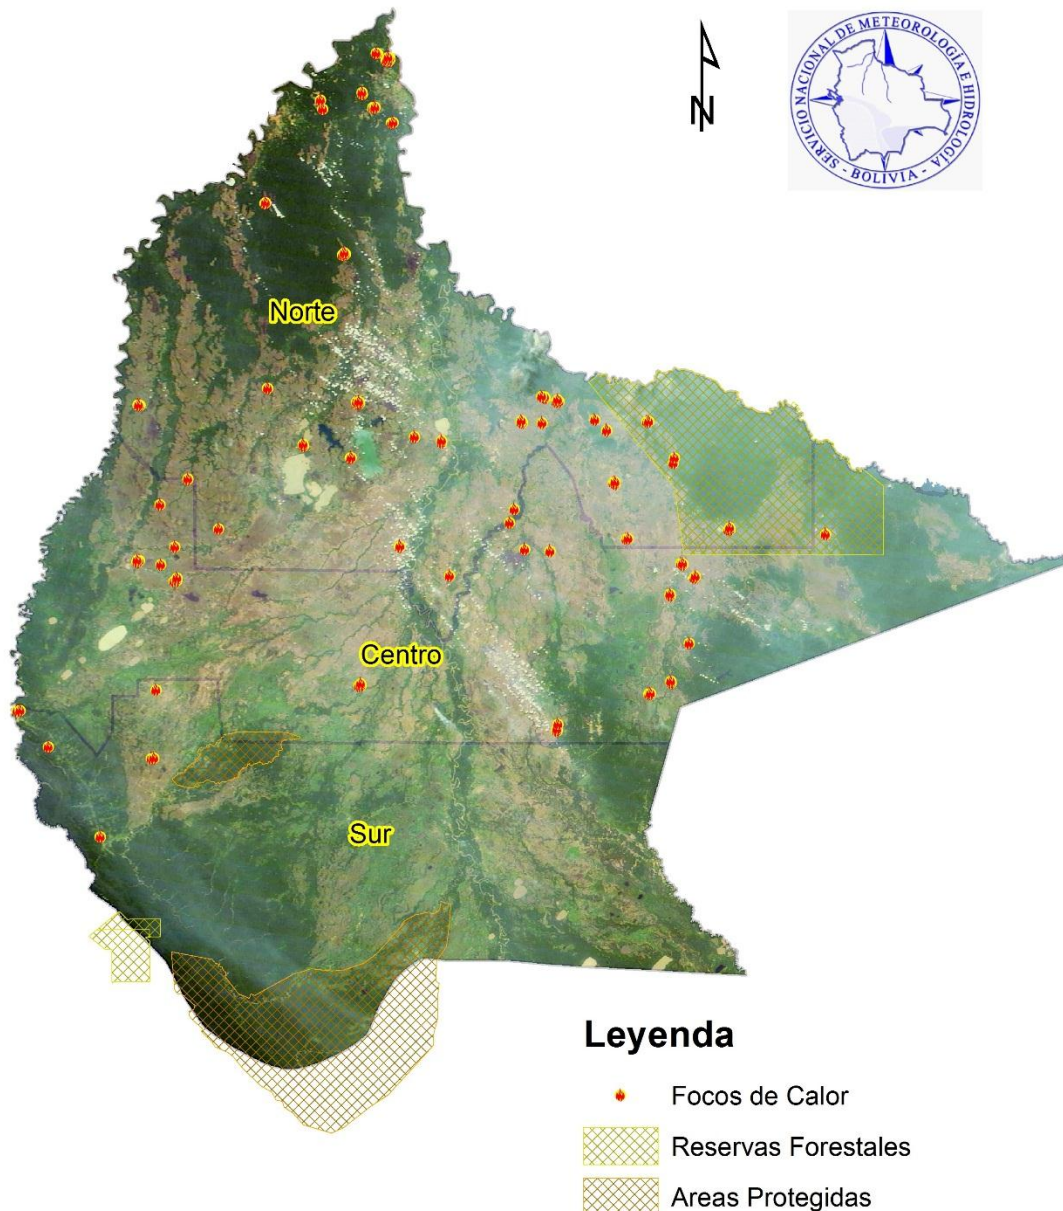 SERVICIO NACIONAL DE METEOROLOGÍA E HIDROLOGÍA
- BOLIVIA -
N
Norte
Centro
Sur
Leyenda
Focos de Calor
Reservas Forestales
Areas Protegidas